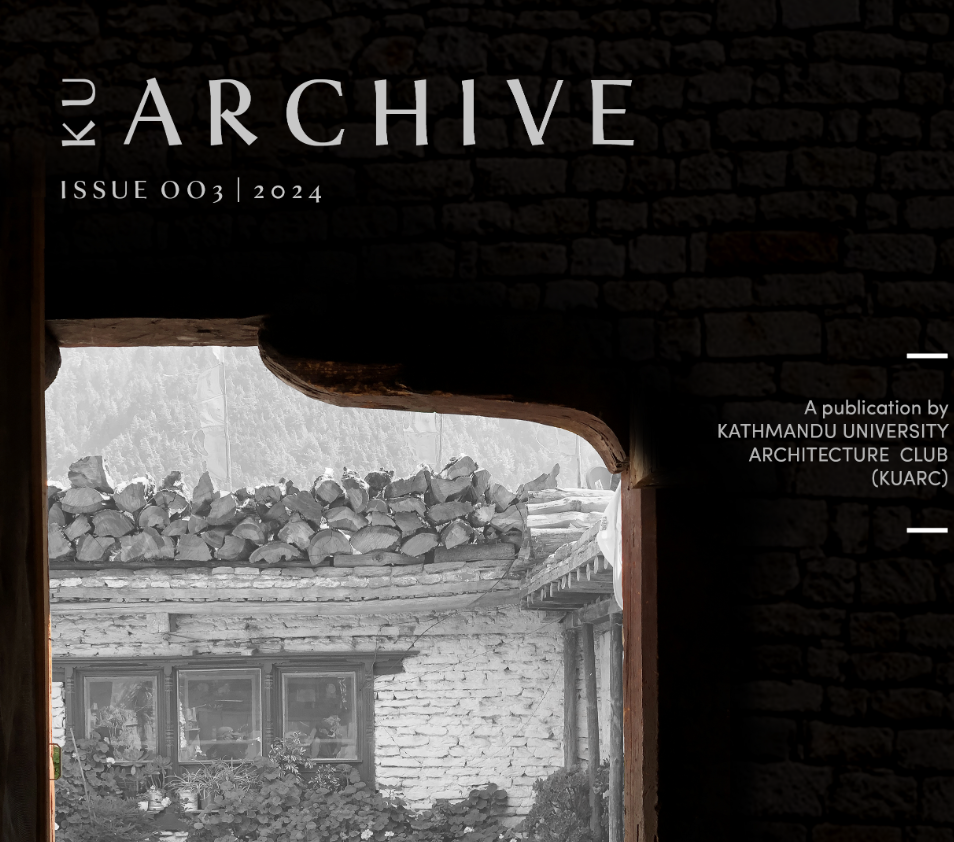 KU ARCHIVE
ISSUE 003 | 2024
A publication by
KATHMANDU UNIVERSITY
ARCHITECTURE CLUB
(KUARC)